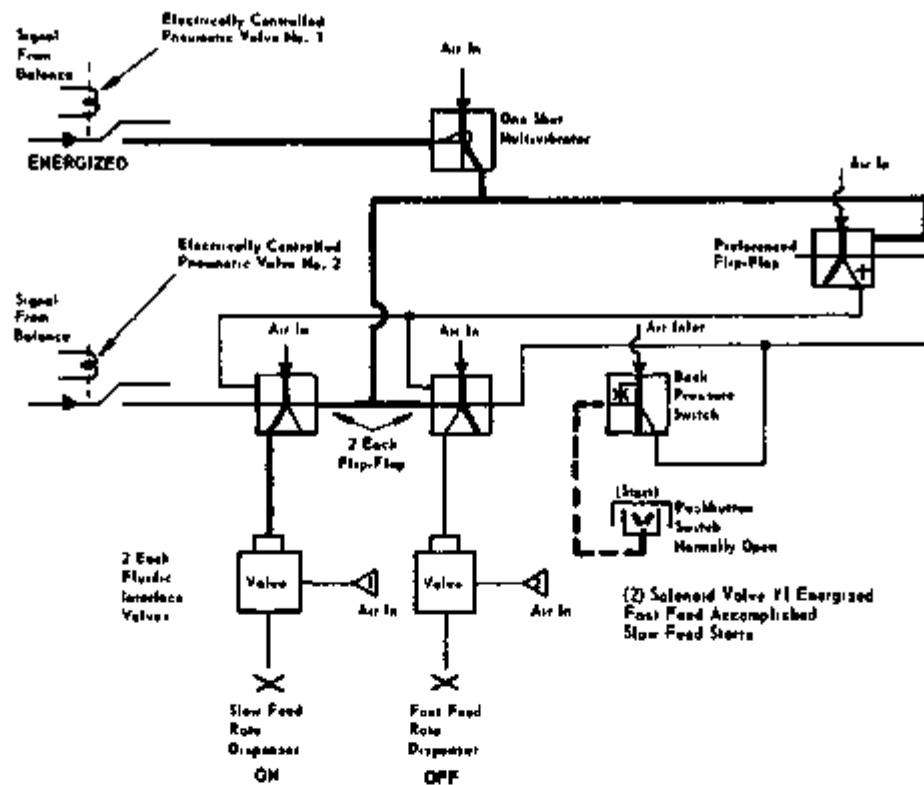 Electrically Controlled
Pneumatic Valve No. 1
Signal
From
Balance
Air In
One Shot
Multivibrator
ENERGIZED
Air In
Electrically Controlled
Pneumatic Valve No. 2
Preferenced
Flip-Flop
Signal
From
Balance
Air In
Air In
Air Inlet
Back
Pressure
Switch
2 Each
Flip-Flop
(Start)
Pushbutton
Switch
Normally Open
2 Each
Fluidic
Interface
Valves
Valve
1
Air In
Valve
2
Air In
(2) Solenoid Valve #1 Energized
Fast Feed Accomplished
Slow Feed Starts
Slow Feed
Rate
Dispenser
ON
Fast Feed
Rate
Dispenser
OFF